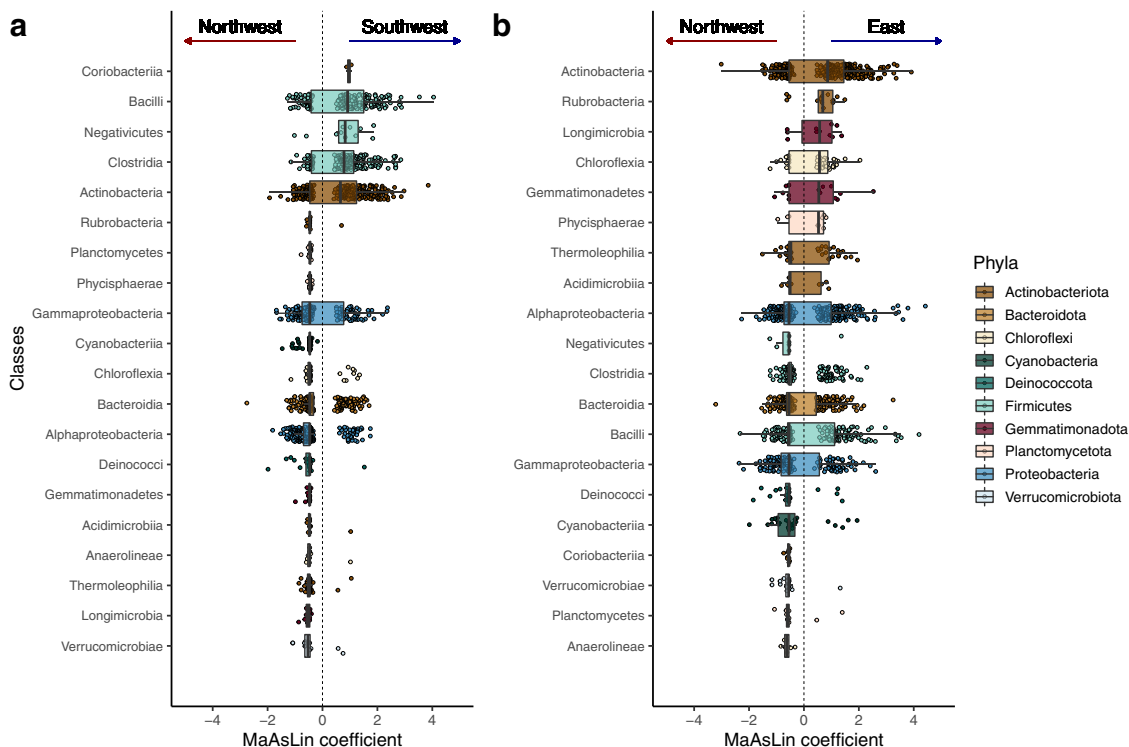 a
Northwest
Southwest
Classes
Coriobacteriia
Bacilli
Negativicutes
Clostridia
Actinobacteria
Rubrobacteria
Planctomycetes
Phycisphaerae
Gammaproteobacteria
Cyanobacteriia
Chloroflexia
Bacteroidia
Alphaproteobacteria
Deinococci
Gemmatimonadetes
Acidimicrobiia
Anaerolineae
Thermoleophilia
Longimicrobia
Verrucomicrobiae
−4 −2 0 2 4
MaAsLin coefficient
b
Northwest
East
Actinobacteria
Rubrobacteria
Longimicrobia
Chloroflexia
Gemmatimonadetes
Phycisphaerae
Thermoleophilia
Acidimicrobiia
Alphaproteobacteria
Negativicutes
Clostridia
Bacteroidia
Bacilli
Gammaproteobacteria
Deinococci
Cyanobacteriia
Coriobacteriia
Verrucomicrobiae
Planctomycetes
Anaerolineae
−4 −2 0 2 4
MaAsLin coefficient
Phyla
Actinobacteriota
Bacteroidota
Chloroflexi
Cyanobacteria
Deinococcota
Firmicutes
Gemmatimonadota
Planctomycetota
Proteobacteria
Verrucomicrobiota